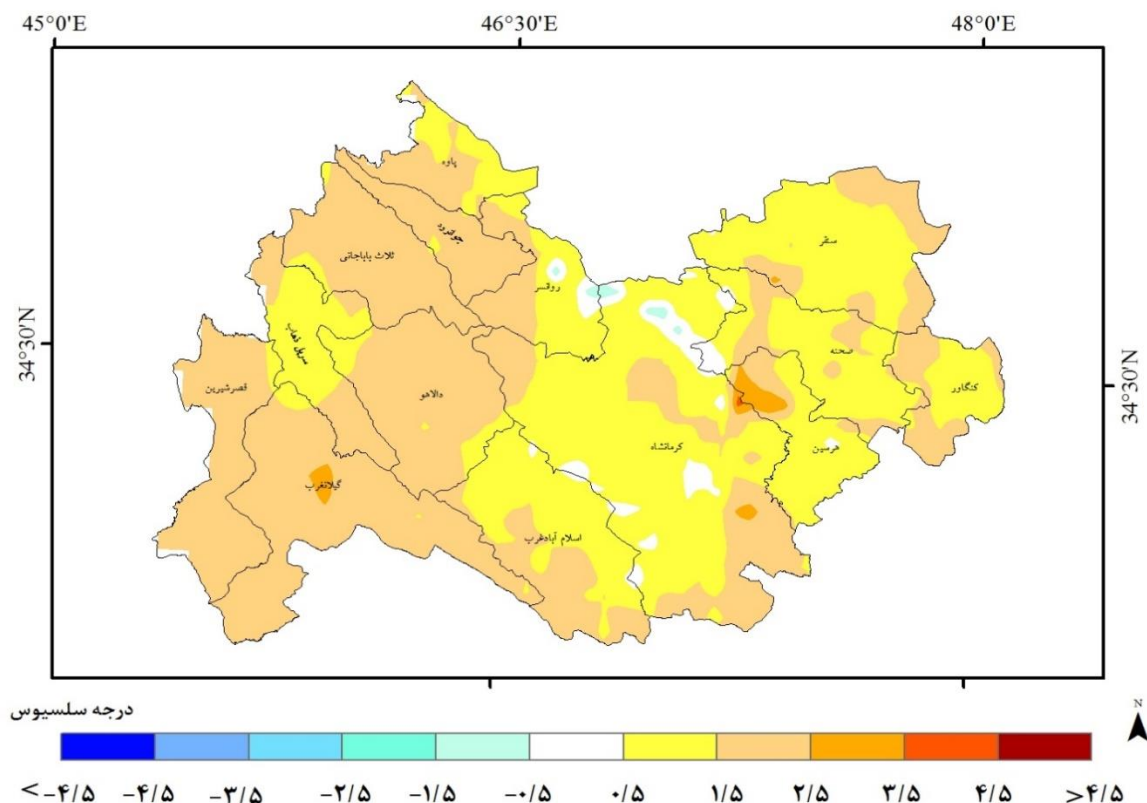 45°0'E 46°30'E 48°0'E
34°30'N
34°30'N
پاوه
جوانرود
سنقر
ثلاث باباجانی
روانسر
صحنه
سرپل ذهاب
کنگاور
قصرشیرین
دالاهو
کرمانشاه
هرسین
گیلانغرب
اسلام آبادغرب
درجه سلسیوس
N
< -۴/۵ -۴/۵ -۳/۵ -۲/۵ -۱/۵ -۰/۵ ۰/۵ ۱/۵ ۲/۵ ۳/۵ ۴/۵ >۴/۵